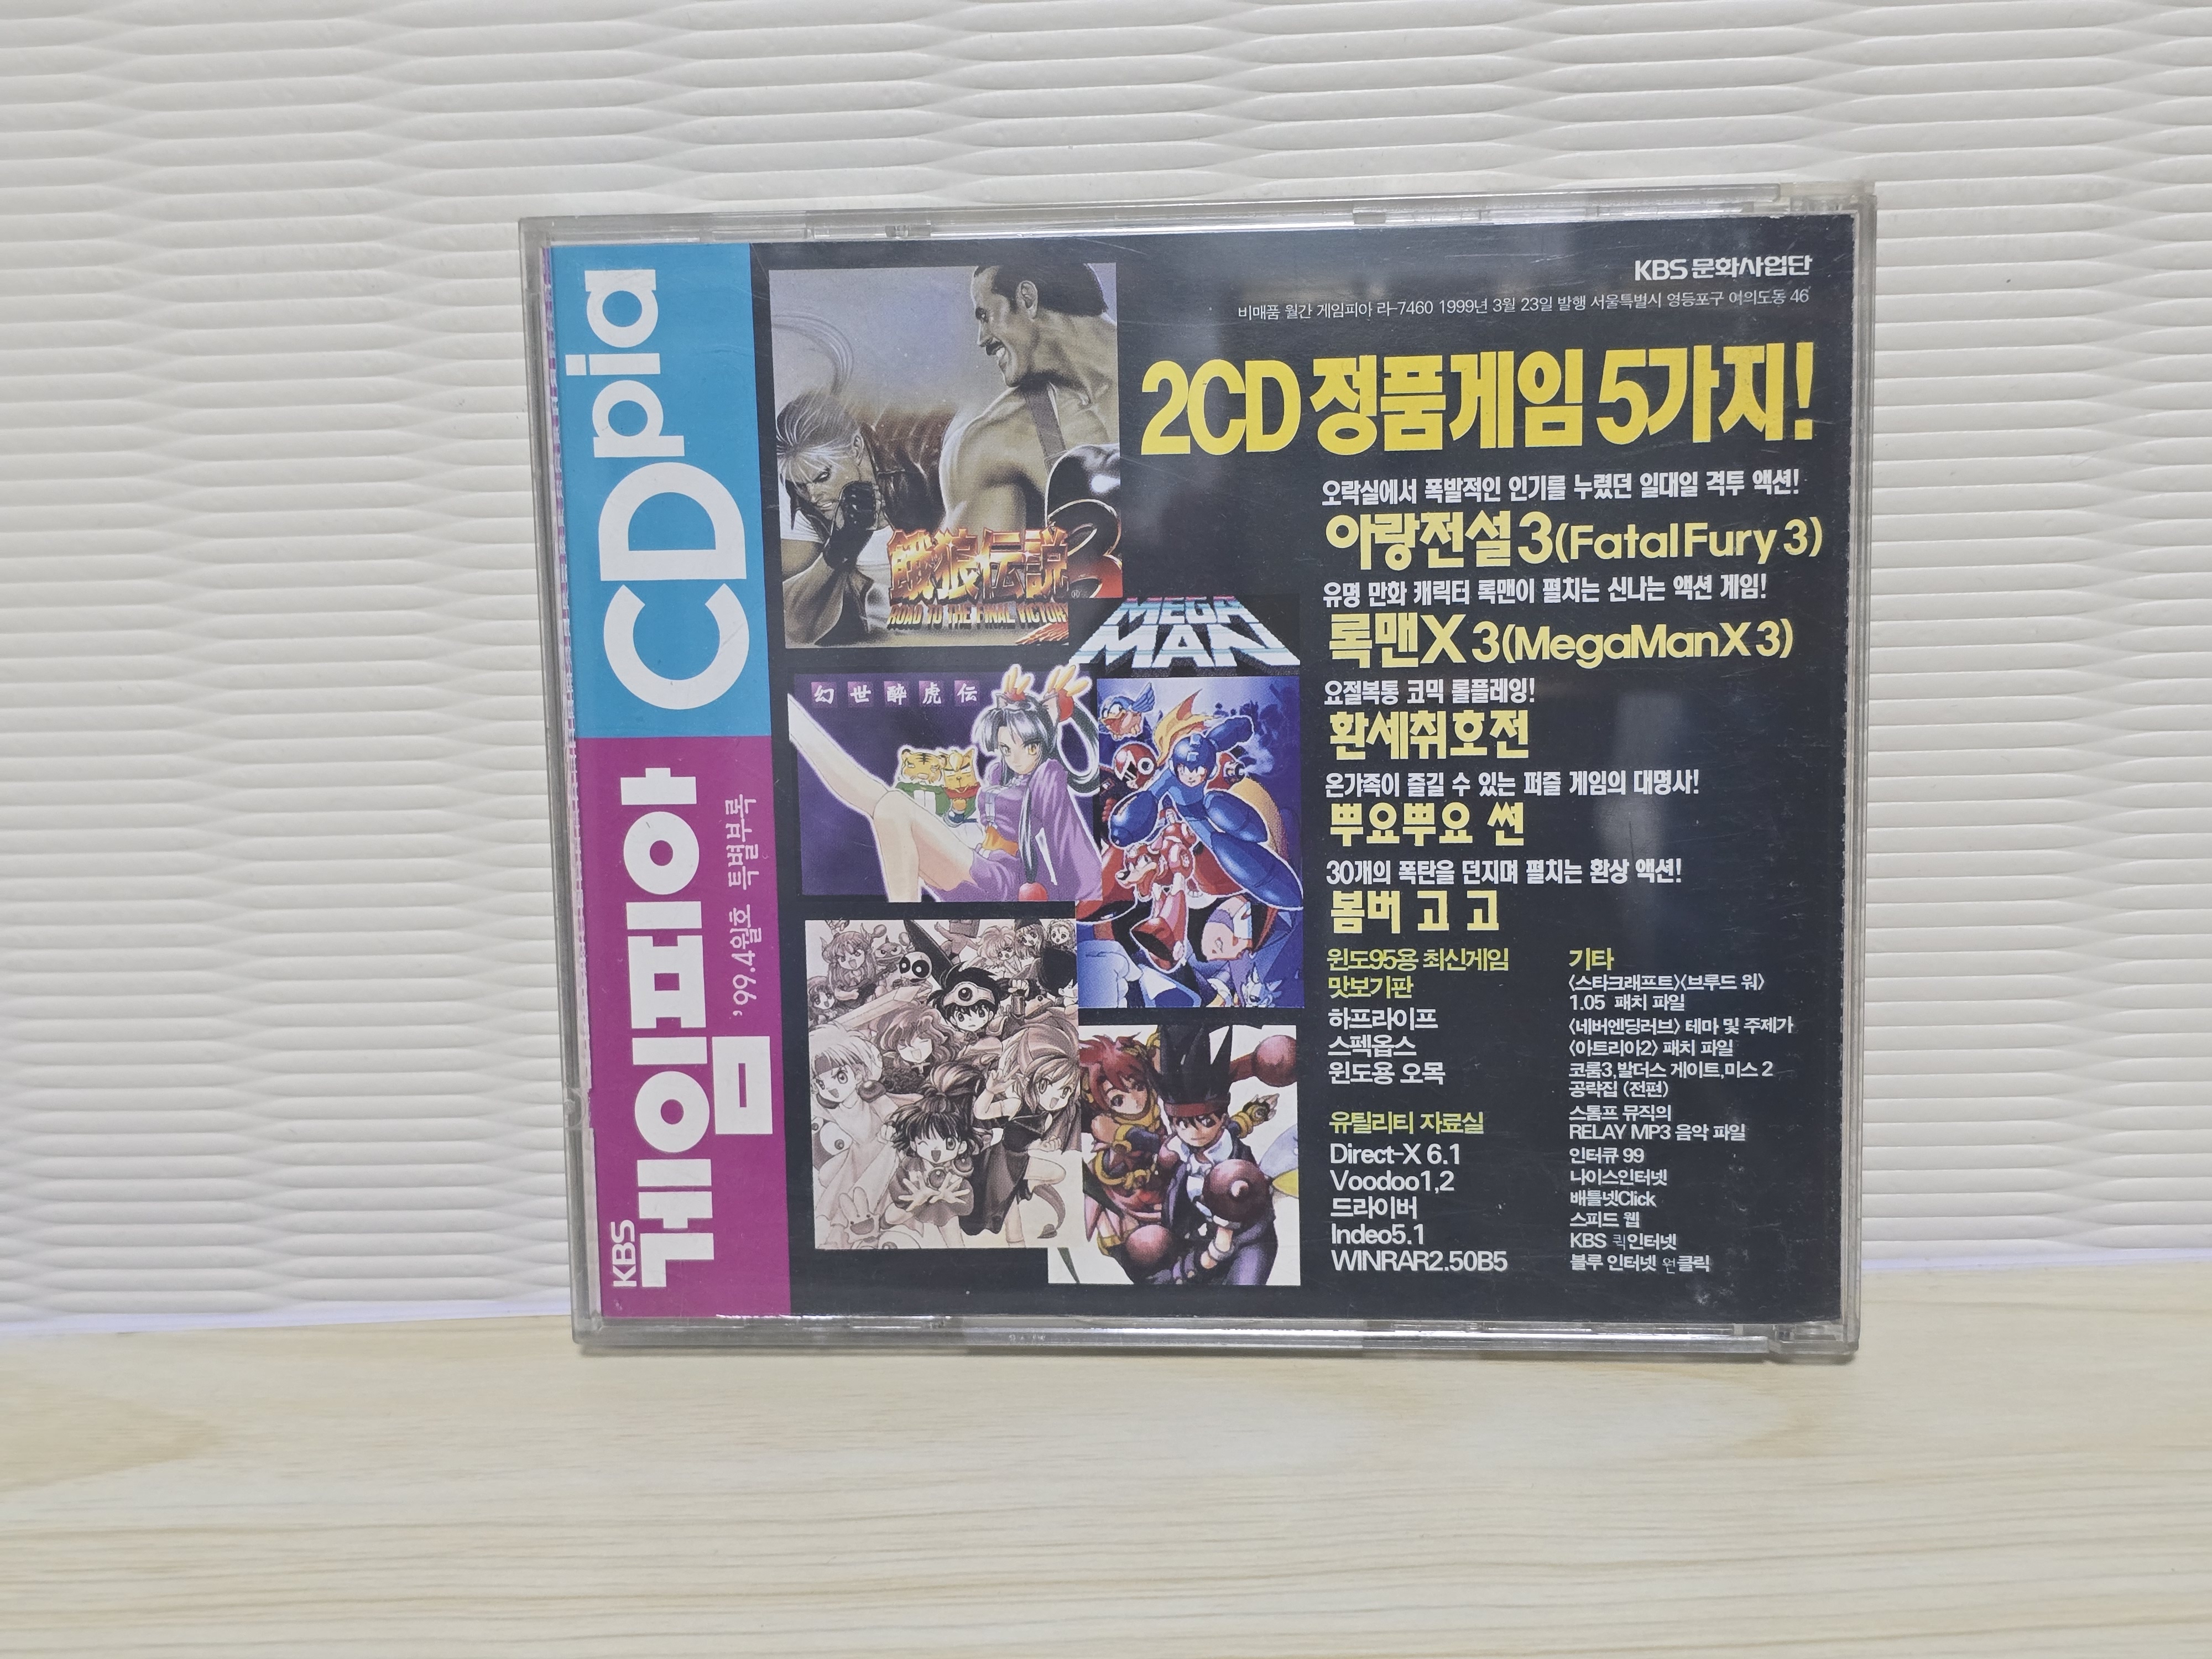 CDpia
KBS
게임피아
'99.4월호 특별부록
KBS 문화사업단
비매품 월간 게임피아 라-7460 1999년 3월 23일 발행 서울특별시 영등포구 여의도동 46
2CD 정품게임 5가지!
오락실에서 폭발적인 인기를 누렸던 일대일 격투 액션!
아랑전설3(Fatal Fury 3)
유명 만화 캐릭터 록맨이 펼치는 신나는 액션 게임!
록맨X 3(MegaManX 3)
요절복통 코믹 롤플레잉!
환세취호전
온가족이 즐길 수 있는 퍼즐 게임의 대명사!
뿌요뿌요 썬
30개의 폭탄을 던지며 펼치는 환상 액션!
봄버 고 고
윈도95용 최신게임
맛보기판
하프라이프
스펙옵스
윈도용 오목
유틸리티 자료실
Direct-X 6.1
Voodoo1,2
드라이버
Indeo5.1
WINRAR2.50B5
기타
〈스타크래프트〉〈브루드 워〉
1.05 패치 파일
〈네버엔딩러브〉 테마 및 주제가
〈아트리아2〉 패치 파일
코룸3,발더스 게이트,미스 2
공략집 (전편)
스톰프 뮤직의
RELAY MP3 음악 파일
인터큐 99
나이스인터넷
배틀넷Click
스피드 웹
KBS 퀵인터넷
블루 인터넷 원클릭
餓狼伝説3
ROAD TO THE FINAL VICTORY
MEGA
MAN
幻世酔虎伝